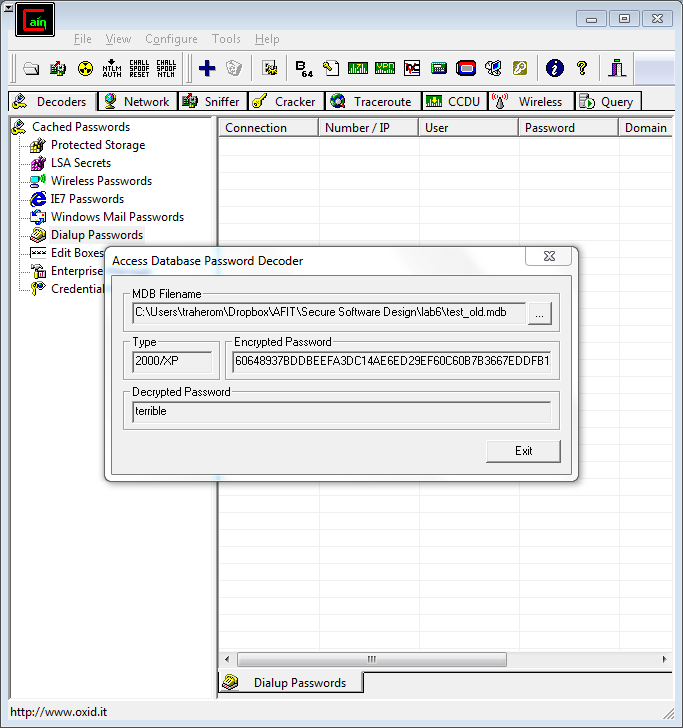 Cain
File View Configure Tools Help
NTLM AUTH
CHALL SPOOF RESET
CHALL SPOOF NTLM
B64
Decoders Network Sniffer Cracker Traceroute CCDU Wireless Query
Cached Passwords
Protected Storage
LSA Secrets
Wireless Passwords
IE7 Passwords
Windows Mail Passwords
Dialup Passwords
Edit Boxes
Enterprise
Credential
Connection Number / IP User Password Domain
Access Database Password Decoder
MDB Filename
C:\Users\traherom\Dropbox\AFIT\Secure Software Design\lab6\test_old.mdb
...
Type Encrypted Password
2000/XP 60648937BDDBEEFA3DC14AE6ED29EF60C60B7B3667EDDFB1
Decrypted Password
terrible
Exit
Dialup Passwords
http://www.oxid.it